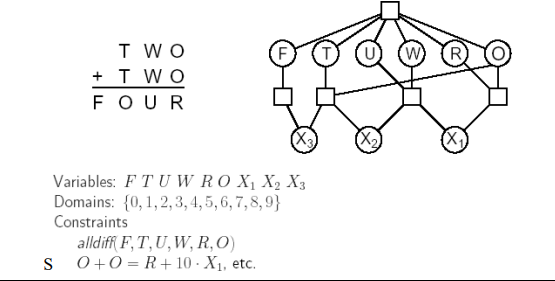 T W O
+ T W O
F O U R
F T U W R O
X₃ X₂ X₁
Variables: F T U W R O X₁ X₂ X₃
Domains: {0, 1, 2, 3, 4, 5, 6, 7, 8, 9}
Constraints
alldiff(F, T, U, W, R, O)
S O + O = R + 10 · X₁, etc.